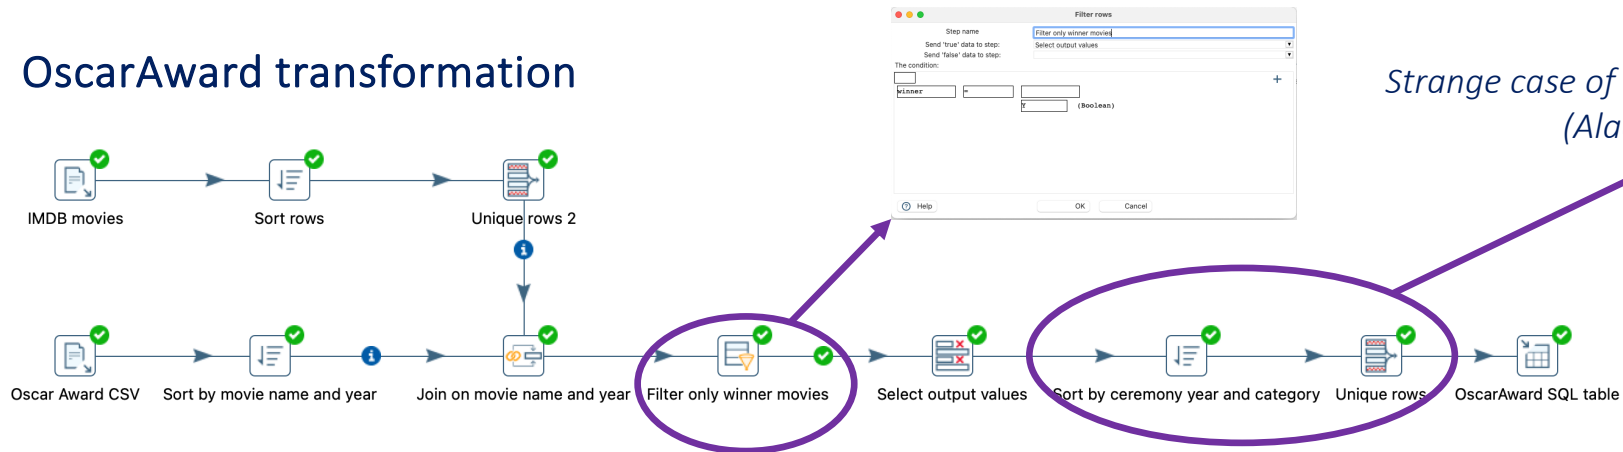 OscarAward transformation
Filter rows
Step name
Filter only winner movies
Send 'true' data to step:
Select output values
Send 'false' data to step:
The condition:
+
winner
=
Y
(Boolean)
Help
OK
Cancel
Strange case of
(Ala
IMDB movies
Sort rows
Unique rows 2
Oscar Award CSV
Sort by movie name and year
Join on movie name and year
Filter only winner movies
Select output values
Sort by ceremony year and category
Unique rows
OscarAward SQL table